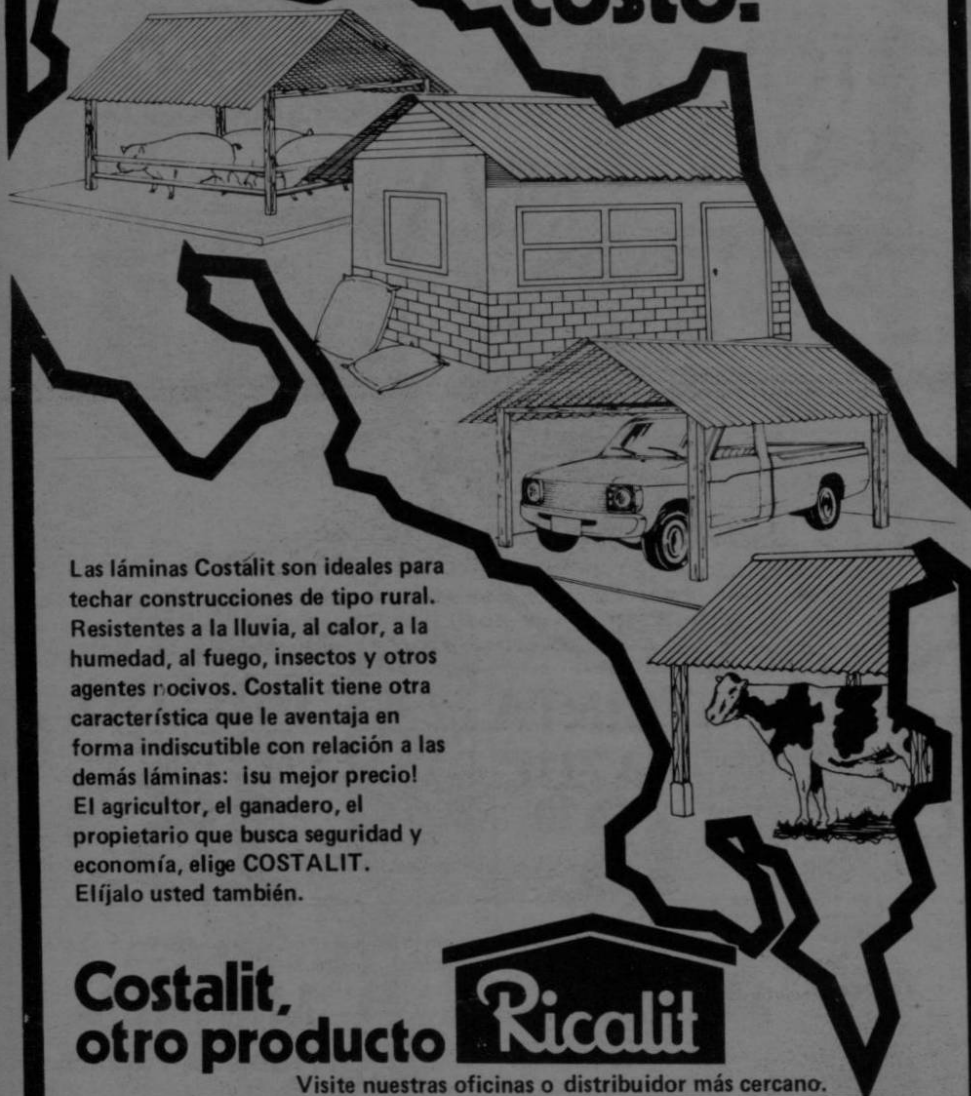 costo.
Las láminas Costalit son ideales para
techar construcciones de tipo rural.
Resistentes a la lluvia, al calor, a la
humedad, al fuego, insectos y otros
agentes nocivos. Costalit tiene otra
característica que le aventaja en
forma indiscutible con relación a las
demás láminas: ¡su mejor precio!
El agricultor, el ganadero, el
propietario que busca seguridad y
economía, elige COSTALIT.
Elíjalo usted también.
Costalit,
otro producto
Ricalit
Visite nuestras oficinas o distribuidor más cercano.